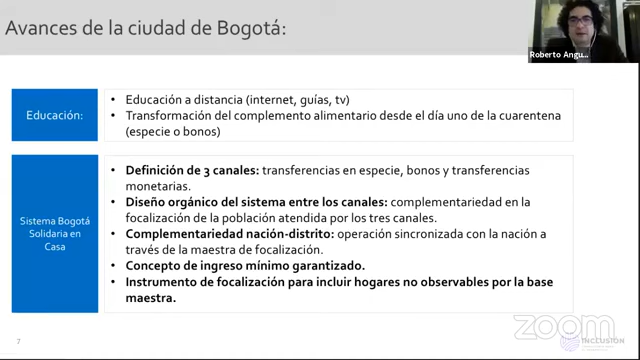 Avances de la ciudad de Bogotá:
Roberto Angu...
Educación:
• Educación a distancia (internet, guías, tv)
• Transformación del complemento alimentario desde el día uno de la cuarentena
(especie o bonos)
Sistema Bogotá
Solidaria en
Casa
• Definición de 3 canales: transferencias en especie, bonos y transferencias
monetarias.
• Diseño orgánico del sistema entre los canales: complementariedad en la
focalización de la población atendida por los tres canales.
• Complementariedad nación-distrito: operación sincronizada con la nación a
través de la maestra de focalización.
• Concepto de ingreso mínimo garantizado.
• Instrumento de focalización para incluir hogares no observables por la base
maestra.
7
zoom
INCLUSIÓN